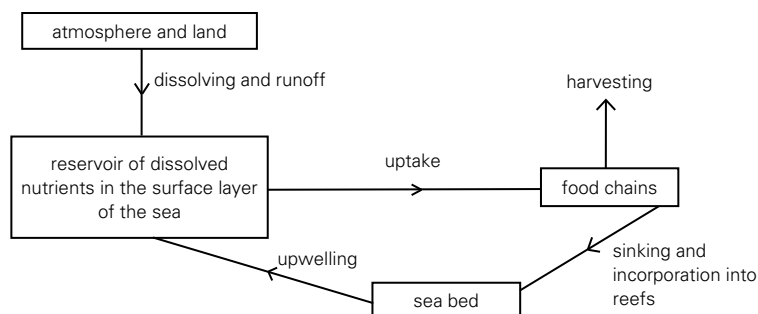 atmosphere and land
dissolving and runoff
harvesting
reservoir of dissolved
nutrients in the surface layer
of the sea
uptake
food chains
upwelling
sinking and
incorporation into
reefs
sea bed